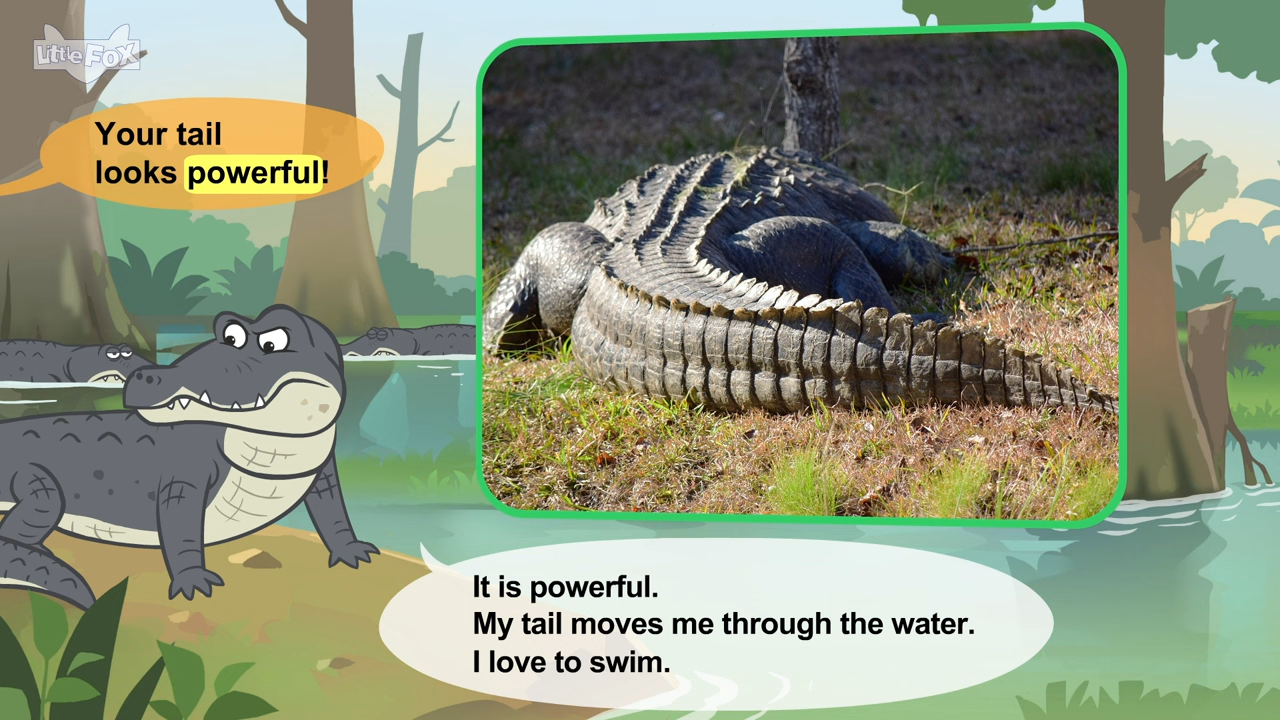 Little Fox
Your tail
looks powerful!
It is powerful.
My tail moves me through the water.
I love to swim.